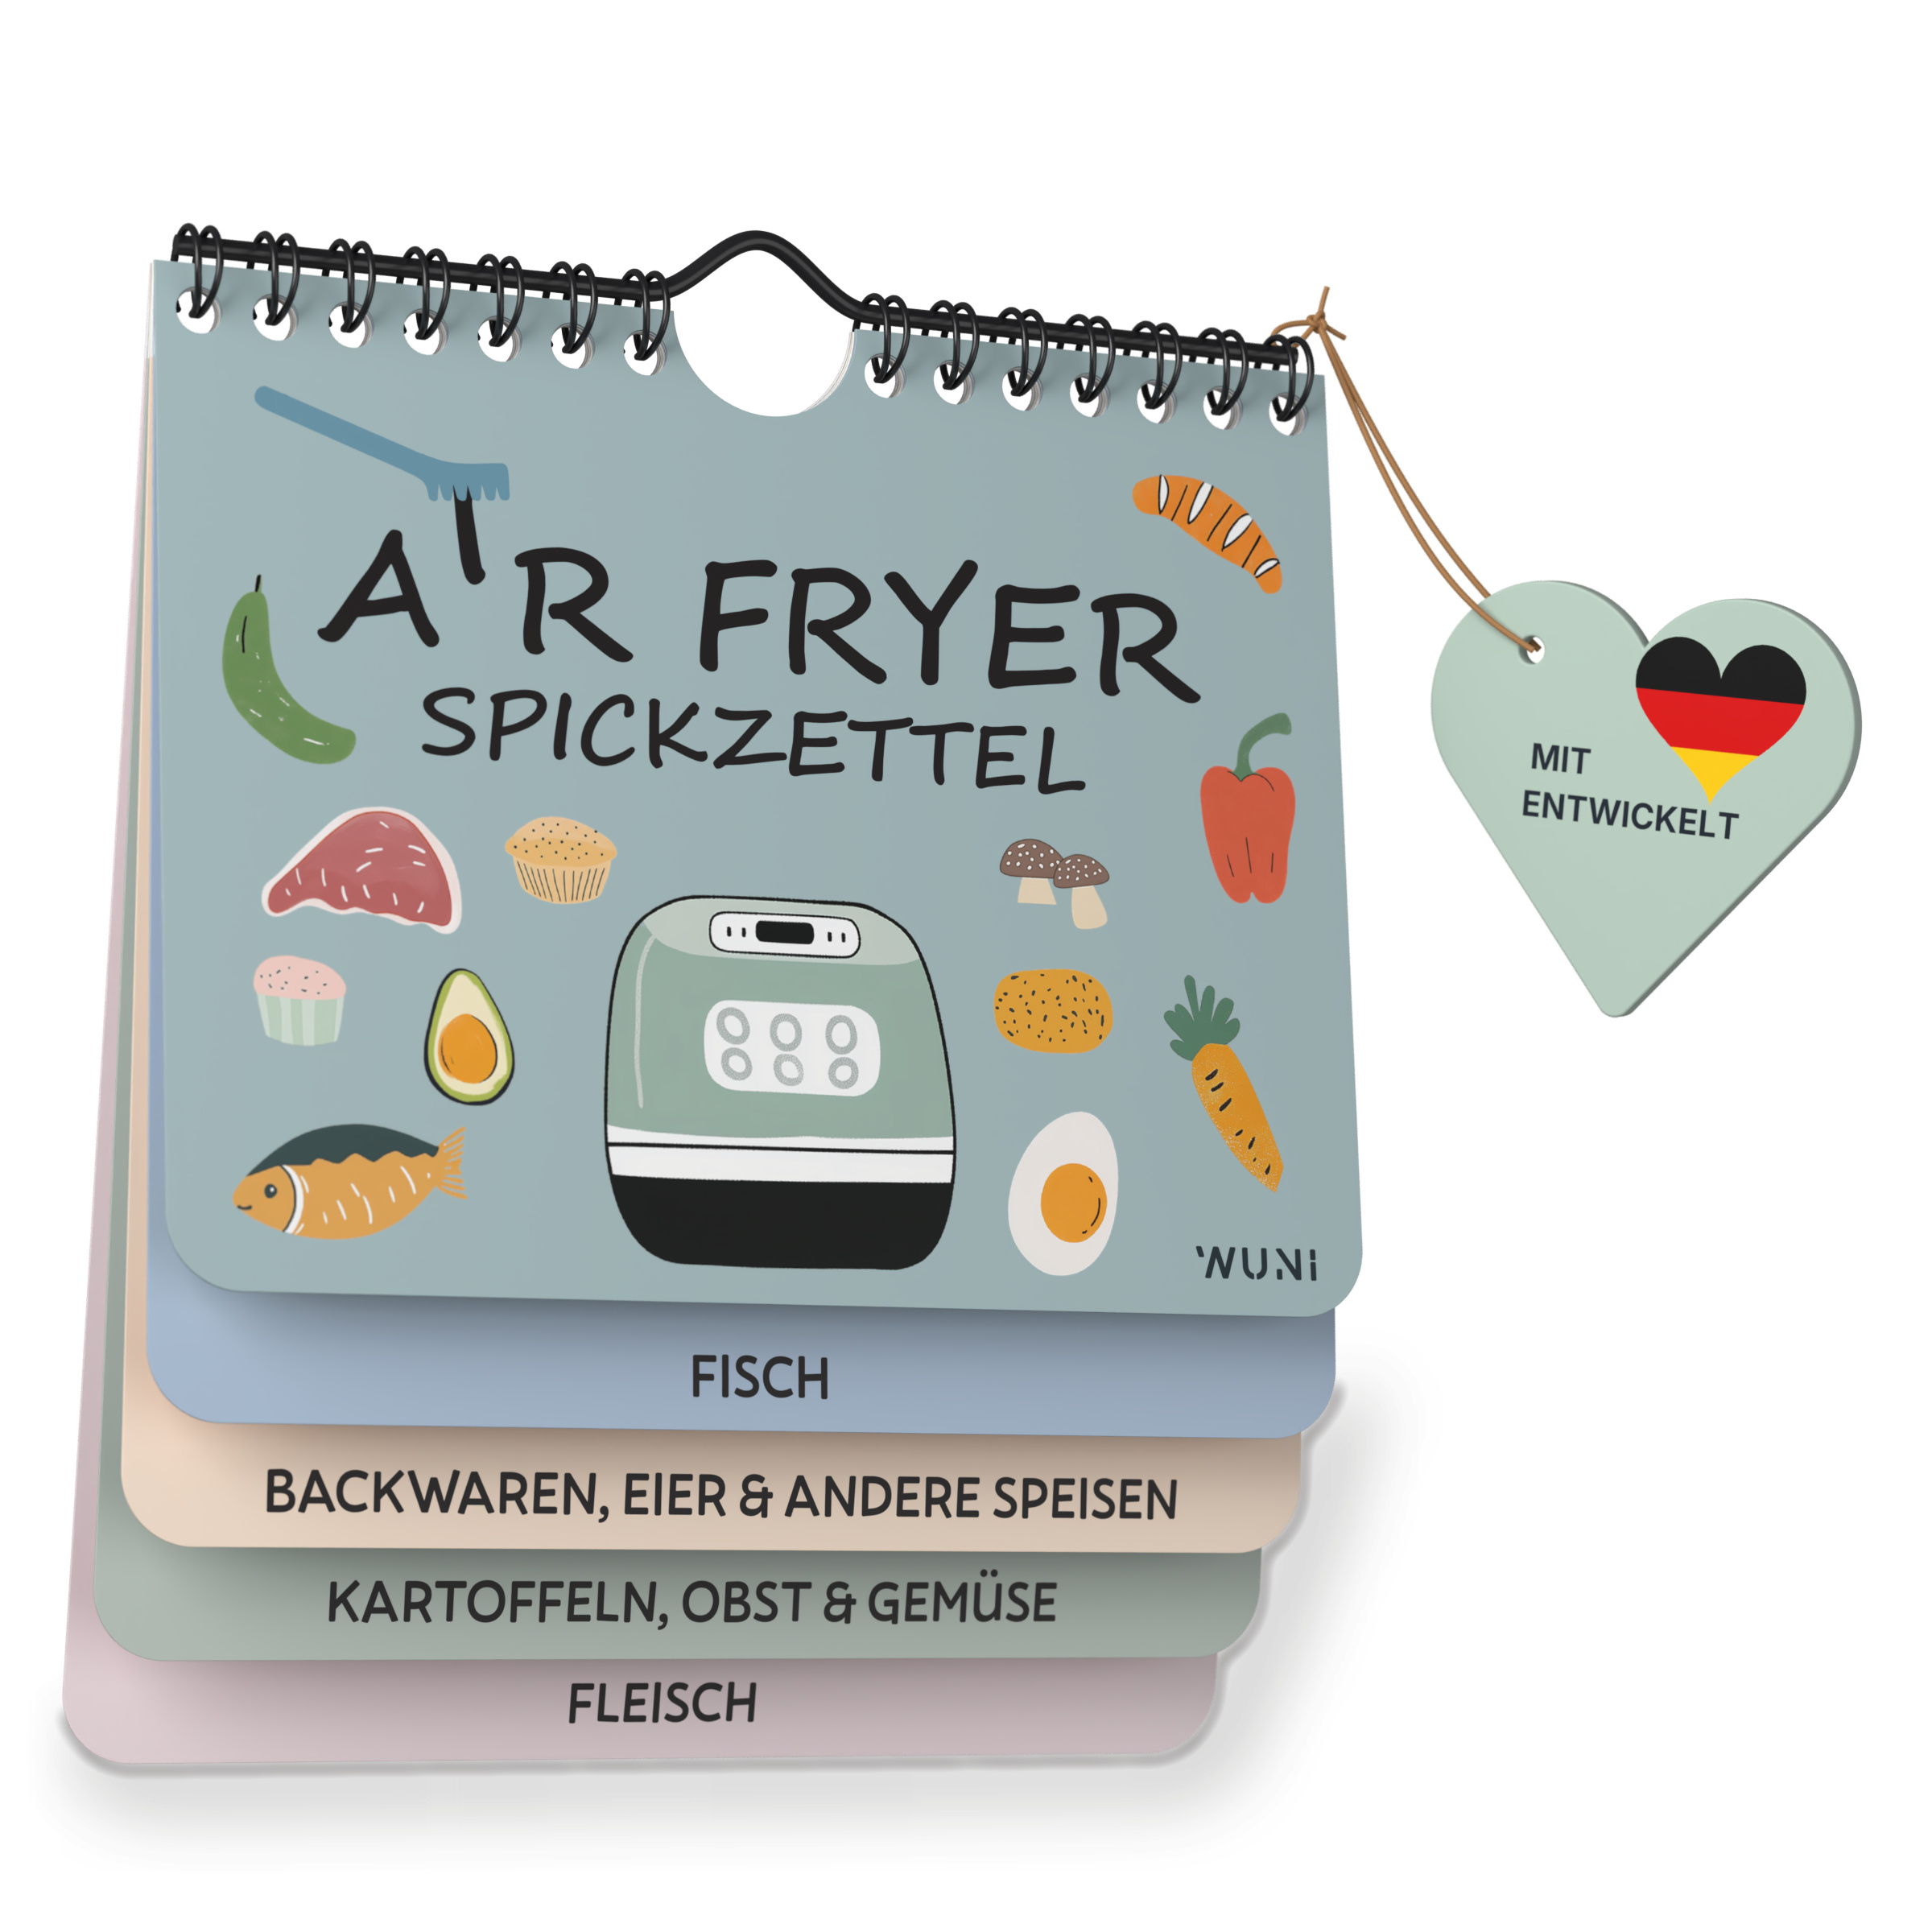 AIR FRYER
SPICKZETTEL
WUNI
FISCH
BACKWAREN, EIER & ANDERE SPEISEN
KARTOFFELN, OBST & GEMÜSE
FLEISCH
MIT
ENTWICKELT